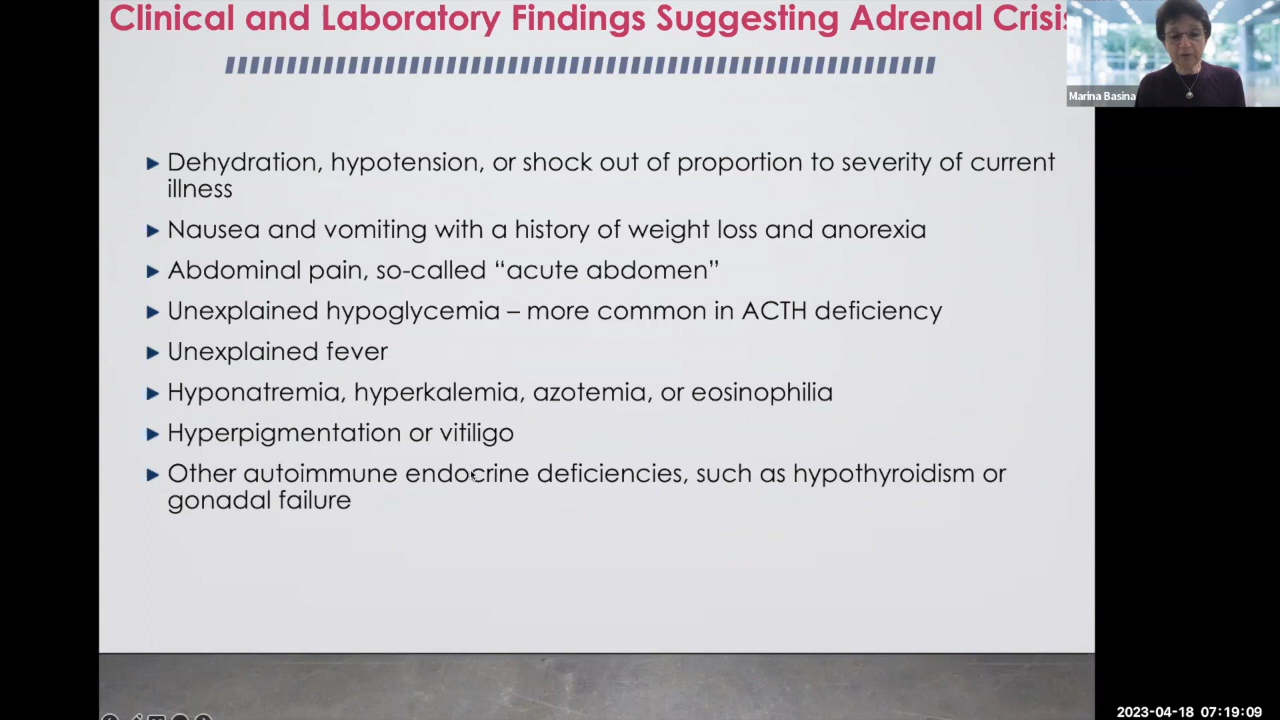 Clinical and Laboratory Findings Suggesting Adrenal Crisis
Marina Basina
Dehydration, hypotension, or shock out of proportion to severity of current
illness
Nausea and vomiting with a history of weight loss and anorexia
Abdominal pain, so-called “acute abdomen”
Unexplained hypoglycemia – more common in ACTH deficiency
Unexplained fever
Hyponatremia, hyperkalemia, azotemia, or eosinophilia
Hyperpigmentation or vitiligo
Other autoimmune endocrine deficiencies, such as hypothyroidism or
gonadal failure
2023-04-18 07:19:09